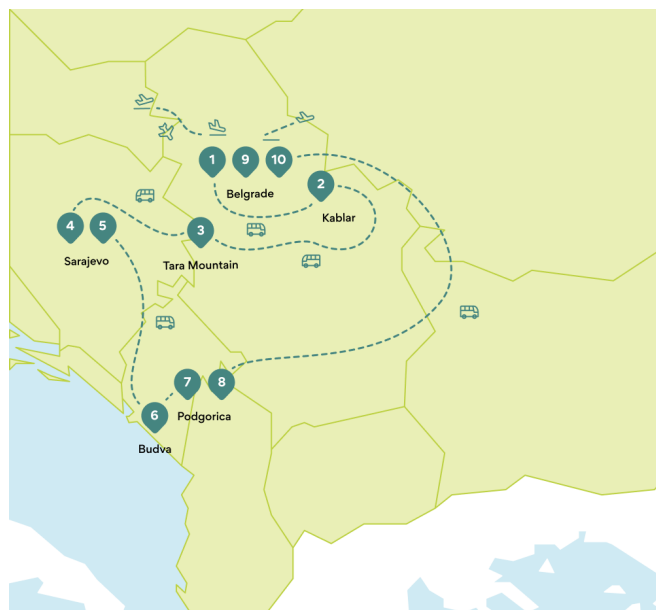 1 9 10
Belgrade
2
Kablar
3
Tara Mountain
4 5
Sarajevo
7 8
Podgorica
6
Budva